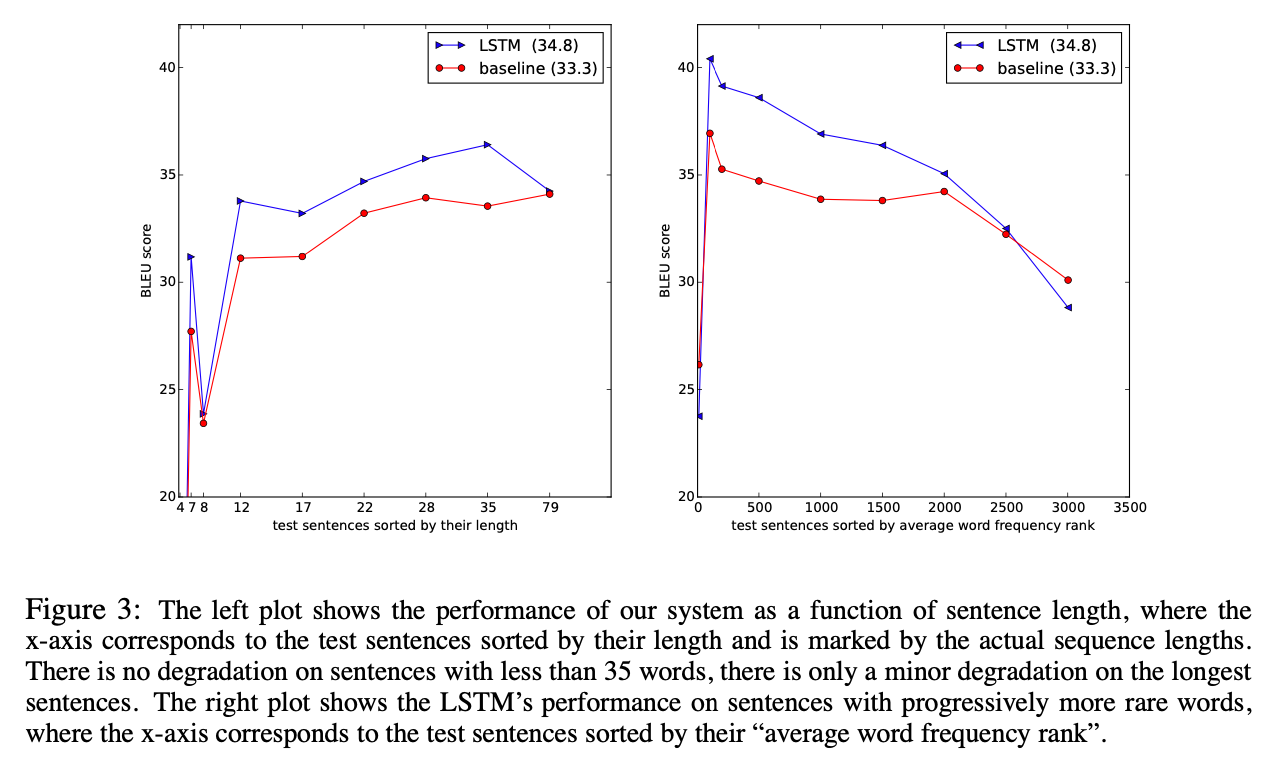 LSTM (34.8)
baseline (33.3)
40
35
30
25
20
BLEU score
4 7 8 12 17 22 28 35 79
test sentences sorted by their length
LSTM (34.8)
baseline (33.3)
40
35
30
25
20
BLEU score
0 500 1000 1500 2000 2500 3000 3500
test sentences sorted by average word frequency rank
Figure 3: The left plot shows the performance of our system as a function of sentence length, where the
x-axis corresponds to the test sentences sorted by their length and is marked by the actual sequence lengths.
There is no degradation on sentences with less than 35 words, there is only a minor degradation on the longest
sentences. The right plot shows the LSTM’s performance on sentences with progressively more rare words,
where the x-axis corresponds to the test sentences sorted by their “average word frequency rank”.